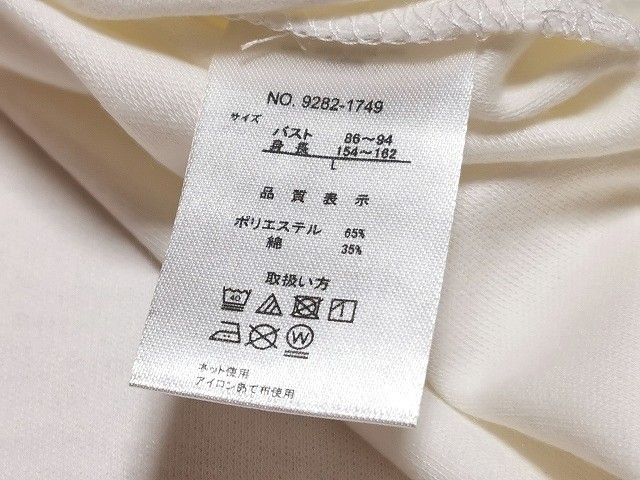 NO. 9282-1749
サイズ
バスト 86～94
身長 154～162
L
品質表示
ポリエステル 65%
綿 35%
取扱い方
40
W
ネット使用
アイロンあて布使用